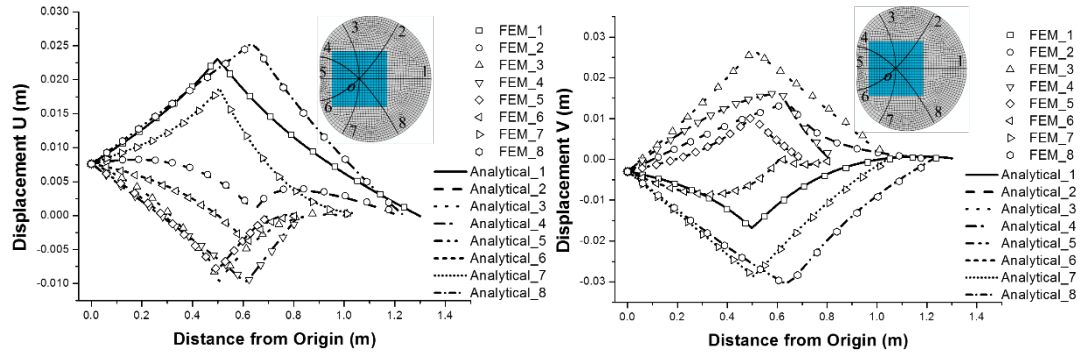 Displacement U (m)
0.030
0.025
0.020
0.015
0.010
0.005
0.000
-0.005
-0.010
0.0 0.2 0.4 0.6 0.8 1.0 1.2 1.4
Distance from Origin (m)
3 2
4
5 1
o
6
7 8
FEM_1
FEM_2
FEM_3
FEM_4
FEM_5
FEM_6
FEM_7
FEM_8
Analytical_1
Analytical_2
Analytical_3
Analytical_4
Analytical_5
Analytical_6
Analytical_7
Analytical_8
Displacement V (m)
0.03
0.02
0.01
0.00
-0.01
-0.02
-0.03
0.0 0.2 0.4 0.6 0.8 1.0 1.2 1.4
Distance from Origin (m)
3 2
4
5 1
o
6
7 8
FEM_1
FEM_2
FEM_3
FEM_4
FEM_5
FEM_6
FEM_7
FEM_8
Analytical_1
Analytical_2
Analytical_3
Analytical_4
Analytical_5
Analytical_6
Analytical_7
Analytical_8